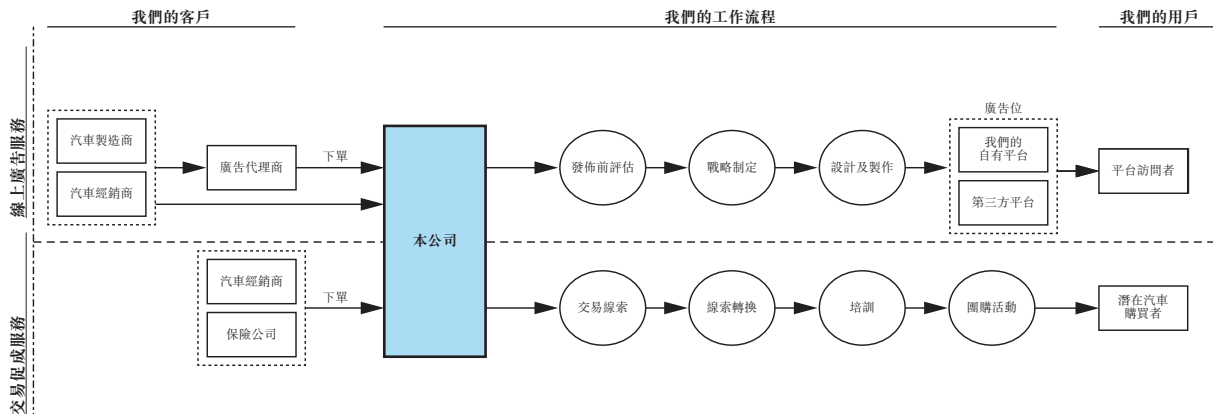 我們的客戶
我們的工作流程
我們的用戶
線上廣告服務
汽車製造商
汽車經銷商
廣告代理商
下單
本公司
發佈前評估
戰略制定
設計及製作
廣告位
我們的
自有平台
第三方平台
平台訪問者
交易促成服務
汽車經銷商
保險公司
下單
交易線索
線索轉換
培訓
團購活動
潛在汽車
購買者